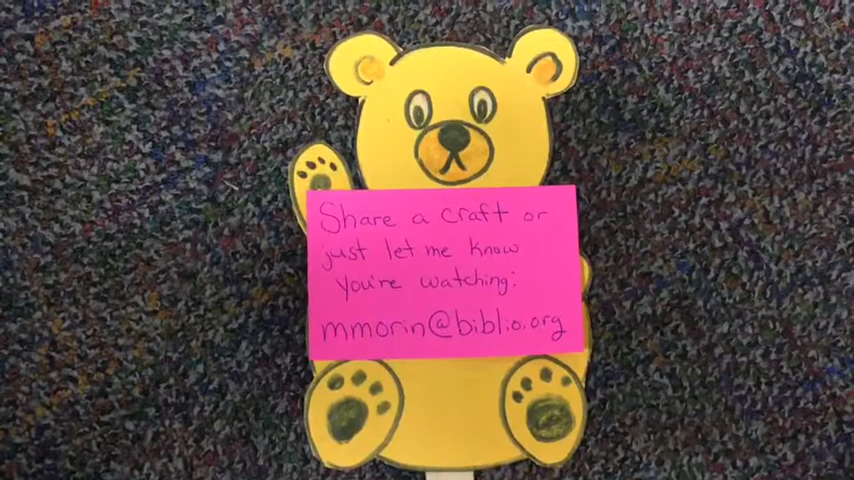 Share a craft or
just let me know
you're watching:
mmorin@biblio.org